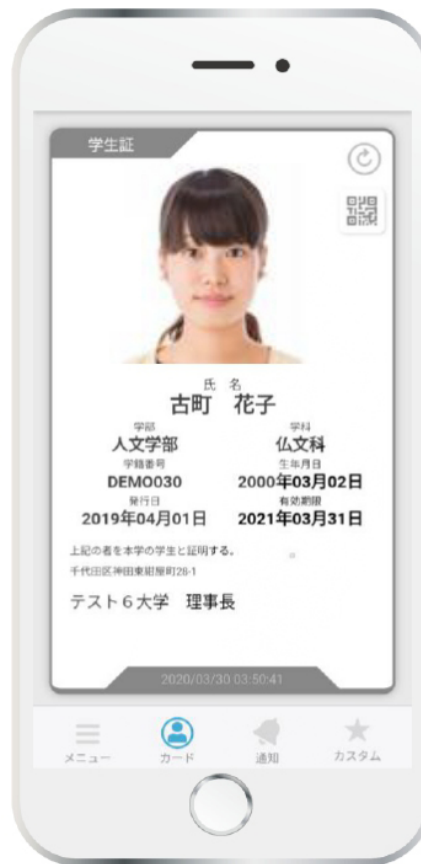 学生証
氏 名
古町 花子
学部 学科
人文学部 仏文科
学籍番号 生年月日
DEMO030 2000年03月02日
発行日 有効期限
2019年04月01日 2021年03月31日
上記の者を本学の学生と証明する。
千代田区神田東紺屋町28-1
テスト6大学 理事長
2020/03/30 03:50:41
メニュー カード 通知 カスタム